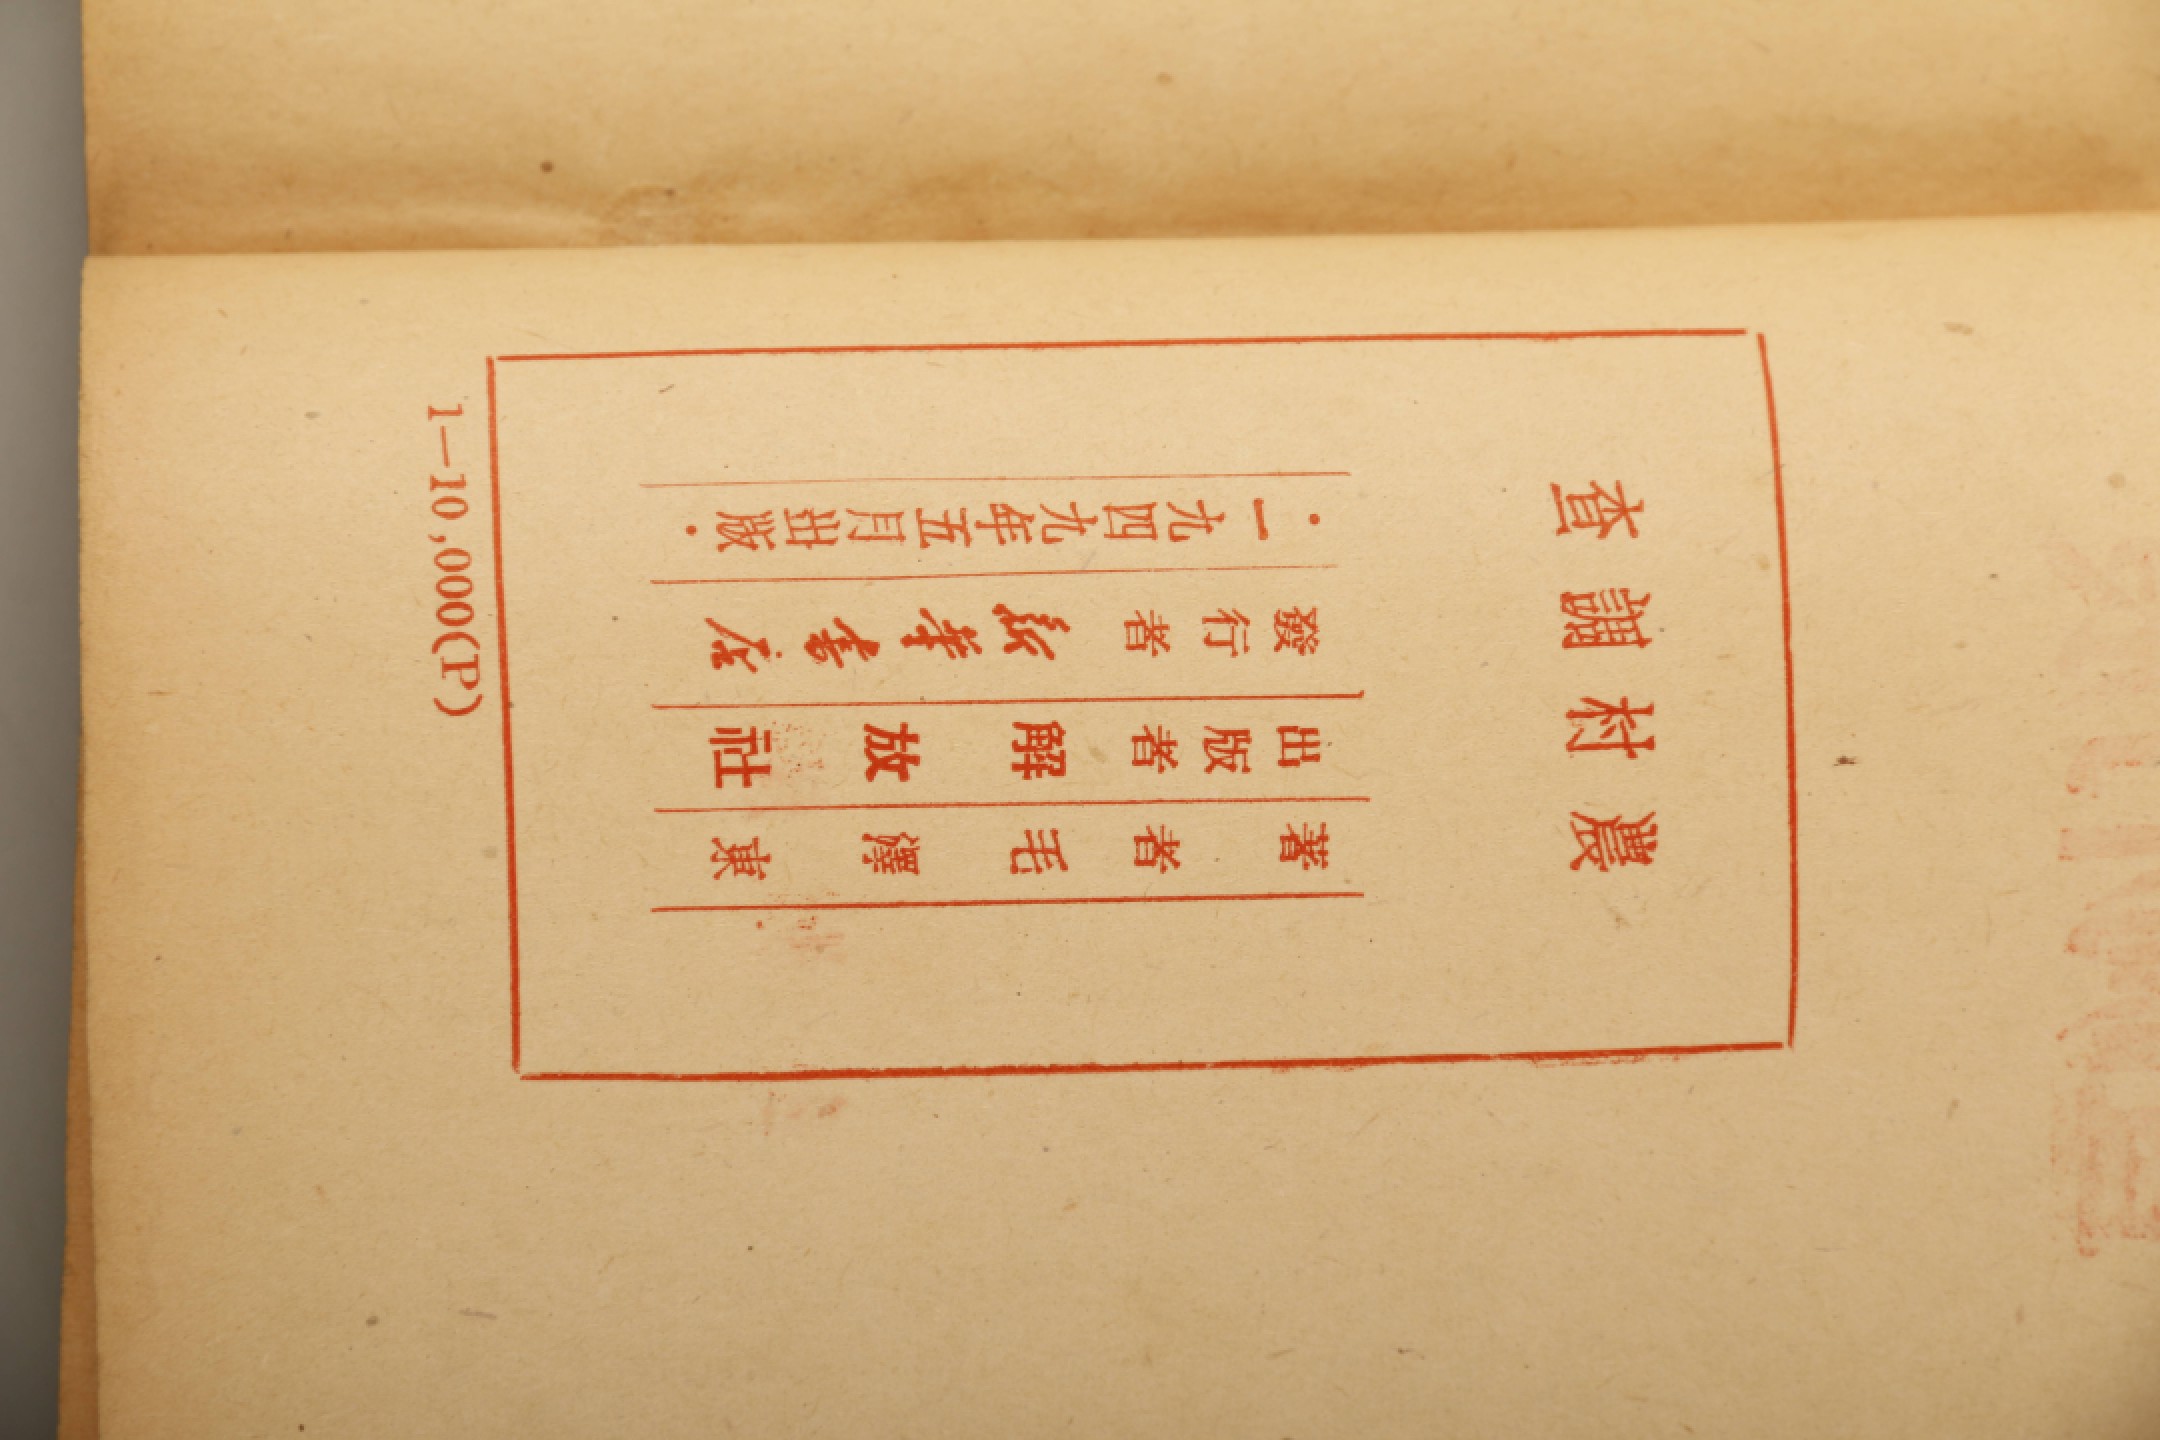 農村調查
著者 毛澤東
出版者 解放社
發行者 新華書店
·一九四九年五月出版·
1—10,000(P)